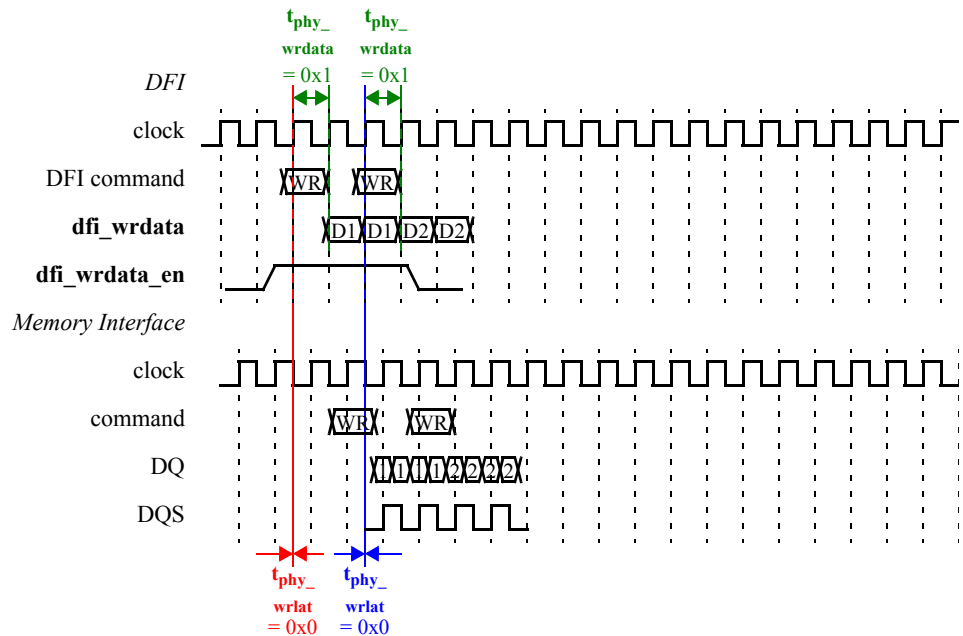 tphy_ tphy_
wrdata wrdata
= 0x1 = 0x1
DFI
clock
DFI command WR WR
dfi_wrdata D1 D1 D2 D2
dfi_wrdata_en
Memory Interface
clock
command WR WR
DQ 1 1 1 1 2 2 2 2
DQS
tphy_ tphy_
wrlat wrlat
= 0x0 = 0x0